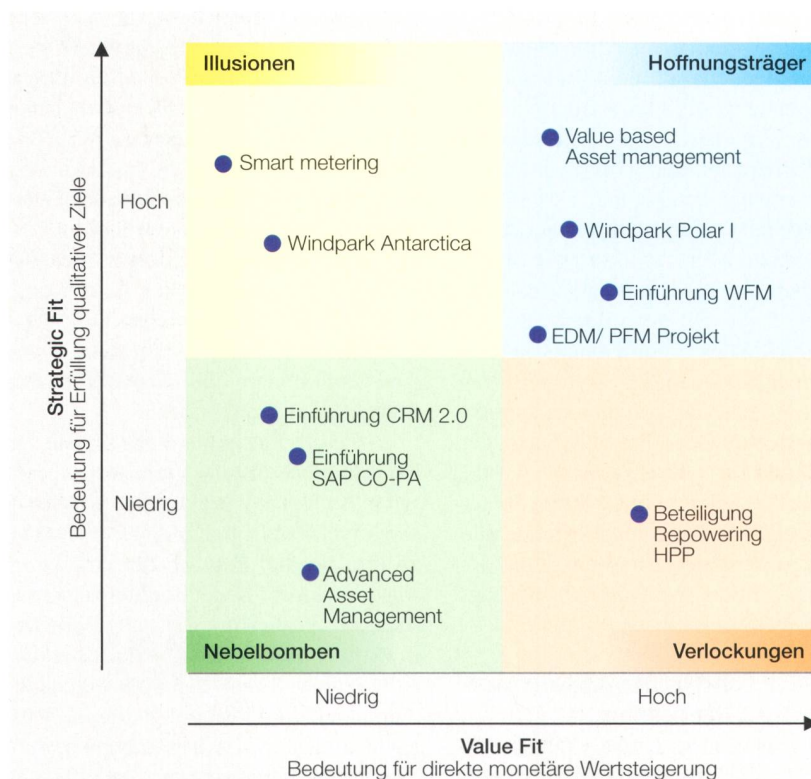 Illusionen
Hoffnungsträger
Smart metering
Windpark Antarctica
Value based
Asset management
Windpark Polar I
Einführung WFM
EDM/ PFM Projekt
Einführung CRM 2.0
Einführung
SAP CO-PA
Advanced
Asset
Management
Beteiligung
Repowering
HPP
Nebelbomben
Verlockungen
Strategic Fit
Bedeutung für Erfüllung qualitativer Ziele
Hoch
Niedrig
Niedrig
Hoch
Value Fit
Bedeutung für direkte monetäre Wertsteigerung